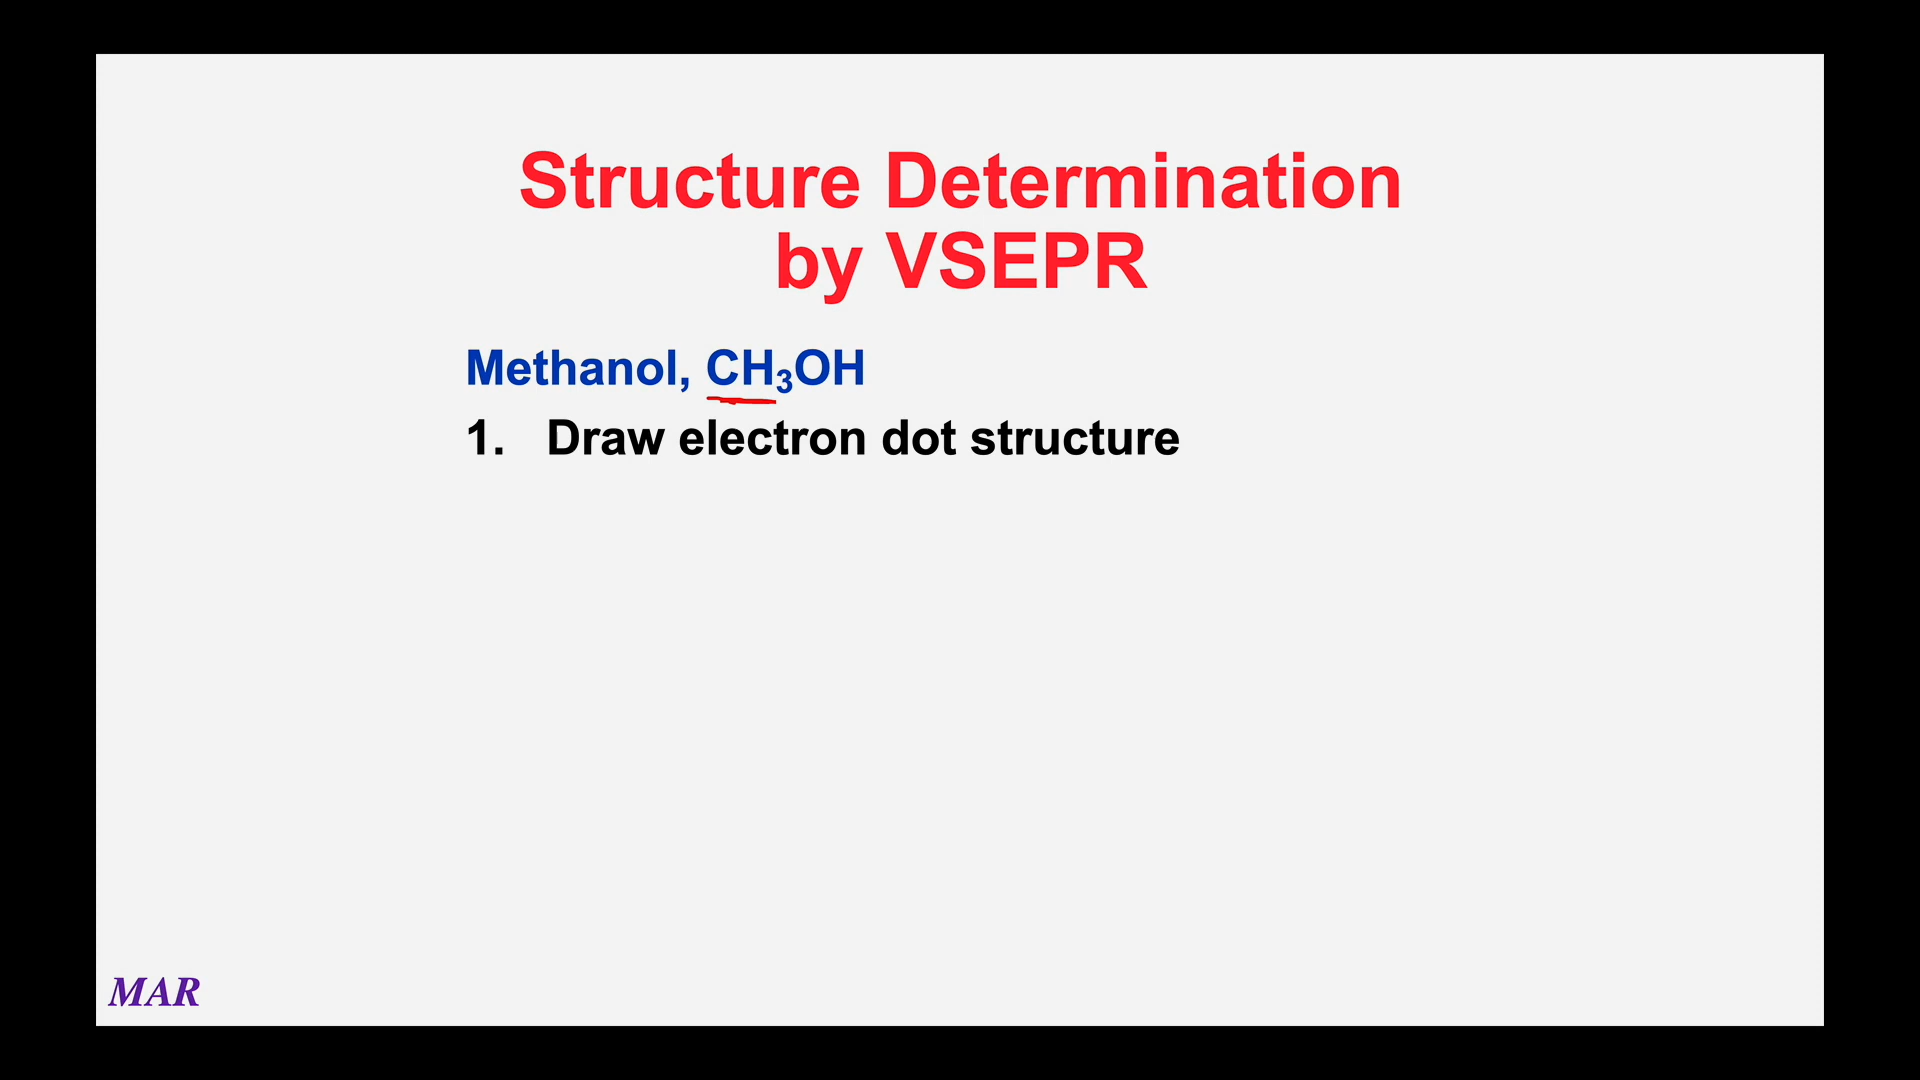 Structure Determination
by VSEPR
Methanol, CH₃OH
1. Draw electron dot structure
MAR